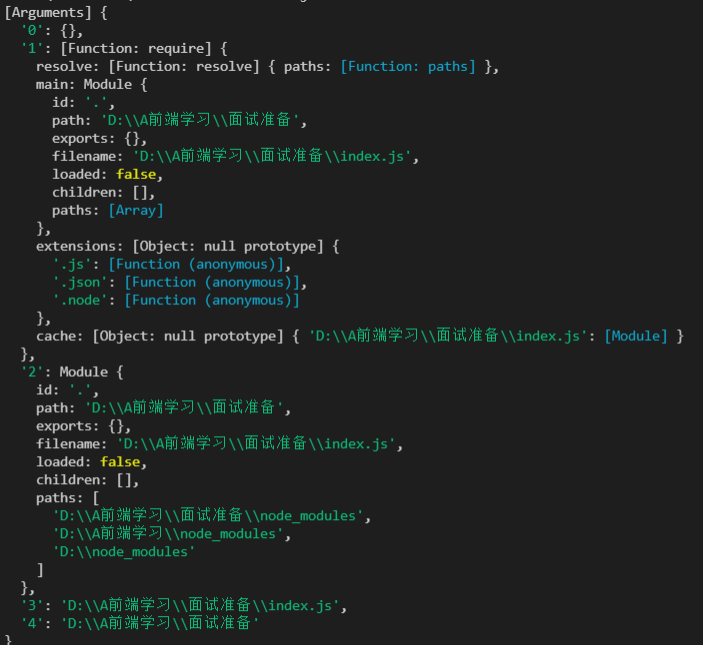 [Arguments] {
  '0': {},
  '1': [Function: require] {
    resolve: [Function: resolve] { paths: [Function: paths] },
    main: Module {
      id: '.',
      path: 'D:\\A前端学习\\面试准备',
      exports: {},
      filename: 'D:\\A前端学习\\面试准备\\index.js',
      loaded: false,
      children: [],
      paths: [Array]
    },
    extensions: [Object: null prototype] {
      '.js': [Function (anonymous)],
      '.json': [Function (anonymous)],
      '.node': [Function (anonymous)]
    },
    cache: [Object: null prototype] { 'D:\\A前端学习\\面试准备\\index.js': [Module] }
  },
  '2': Module {
    id: '.',
    path: 'D:\\A前端学习\\面试准备',
    exports: {},
    filename: 'D:\\A前端学习\\面试准备\\index.js',
    loaded: false,
    children: [],
    paths: [
      'D:\\A前端学习\\面试准备\\node_modules',
      'D:\\A前端学习\\node_modules',
      'D:\\node_modules'
    ]
  },
  '3': 'D:\\A前端学习\\面试准备\\index.js',
  '4': 'D:\\A前端学习\\面试准备'
}